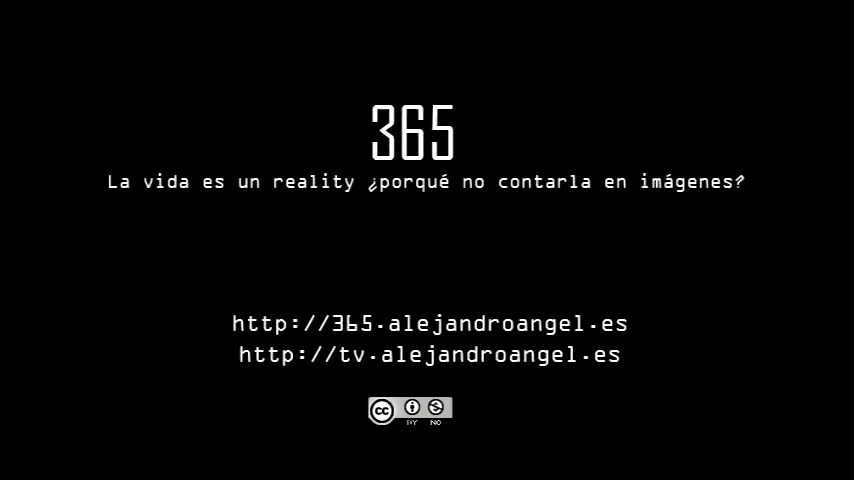 365
La vida es un reality ¿porqué no contarla en imágenes?
http://365.alejandroangel.es
http://tv.alejandroangel.es
cc
BY NC